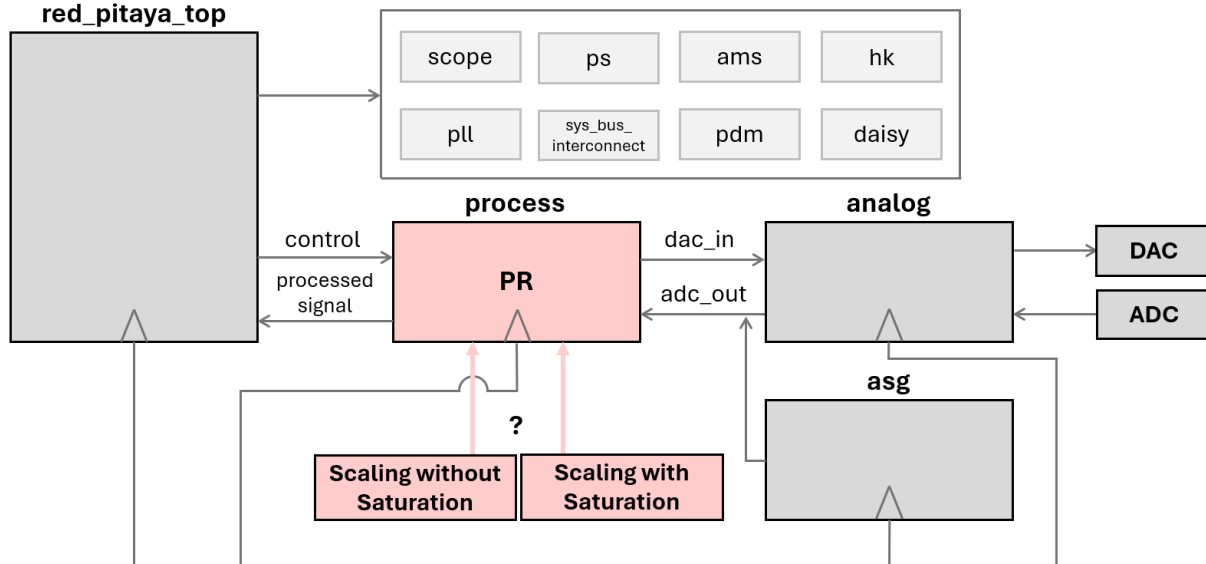 red_pitaya_top
scope
ps
ams
hk
pll
sys_bus_
interconnect
pdm
daisy
process
analog
control
processed
signal
PR
dac_in
adc_out
DAC
ADC
asg
?
Scaling without
Saturation
Scaling with
Saturation